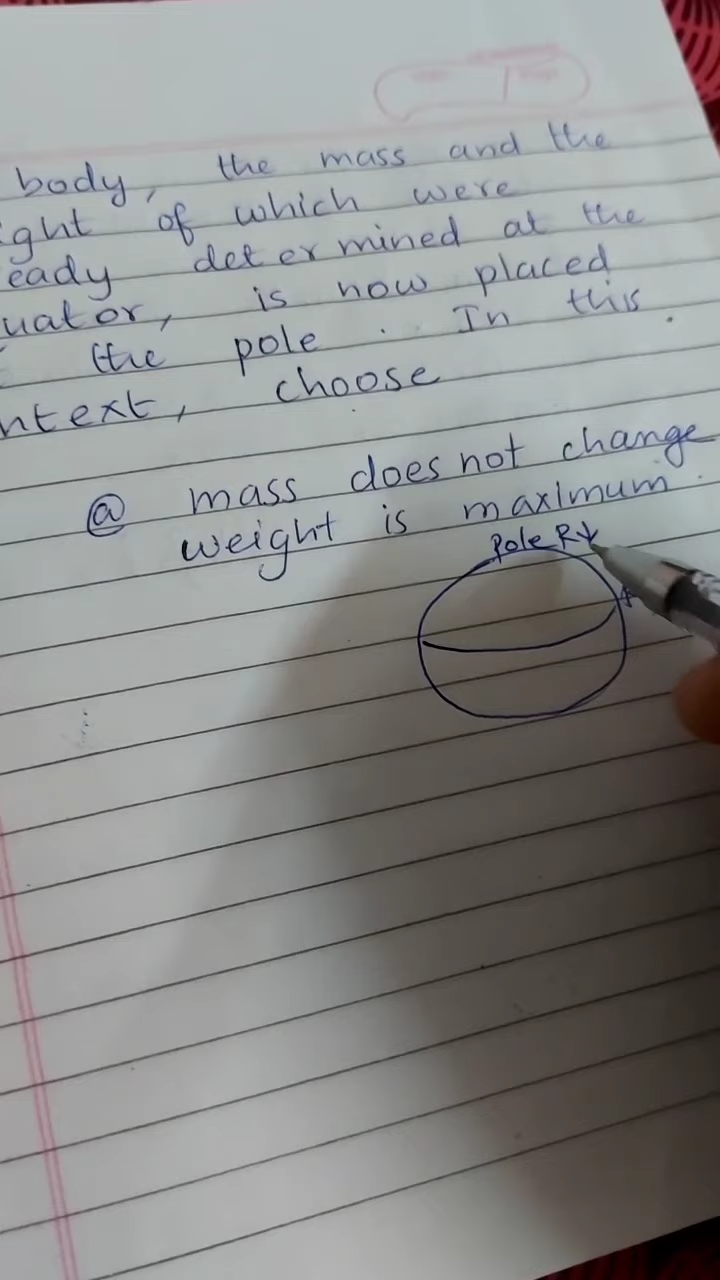 body, the mass and the
ight of which were
eady determined at the
uator, is now placed
the pole. In this
ntext, choose
@ mass does not change
weight is maximum.
pole R↓